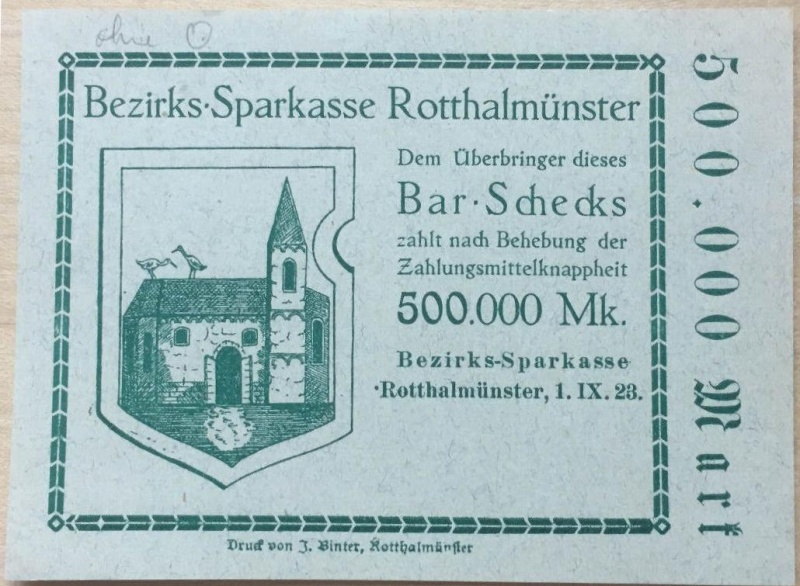 ohne
Bezirks·Sparkasse Rotthalmünster
Dem Überbringer dieses
Bar·Schecks
zahlt nach Behebung der
Zahlungsmittelknappheit
500.000 Mk.
Bezirks-Sparkasse
Rotthalmünster, 1. IX. 23.
500.000 Mark
Druck von J. Binter, Rotthalmünster